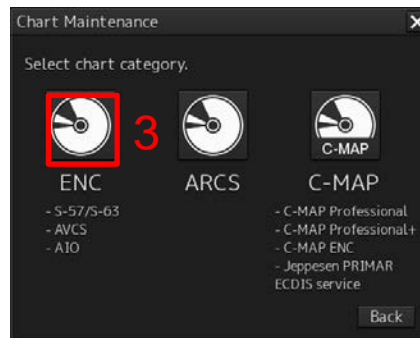 Chart Maintenance X
Select chart category.
3
C-MAP
ENC ARCS C-MAP
- S-57/S-63
- AVCS
- AIO
- C-MAP Professional
- C-MAP Professional+
- C-MAP ENC
- Jeppesen PRIMAR
ECDIS service
Back